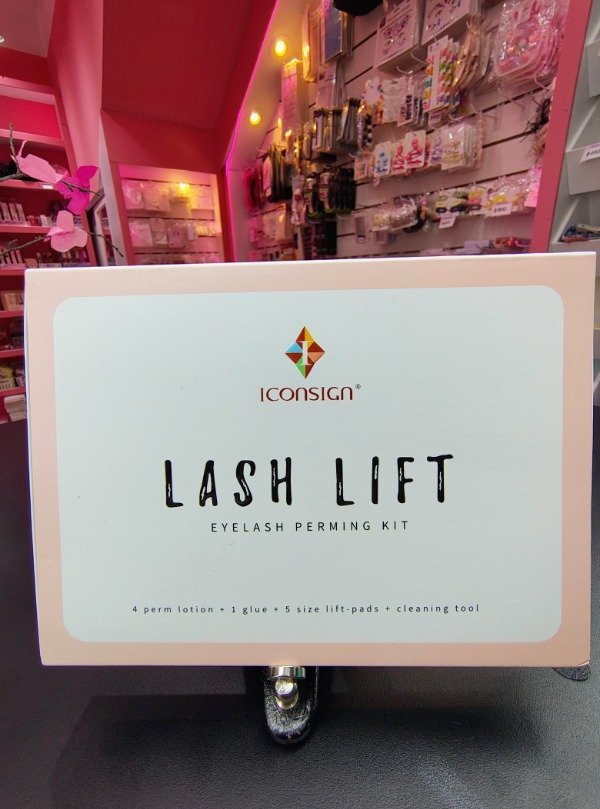 ICONSIGN®
LASH LIFT
EYELASH PERMING KIT
4 perm lotion + 1 glue + 5 size lift-pads + cleaning tool